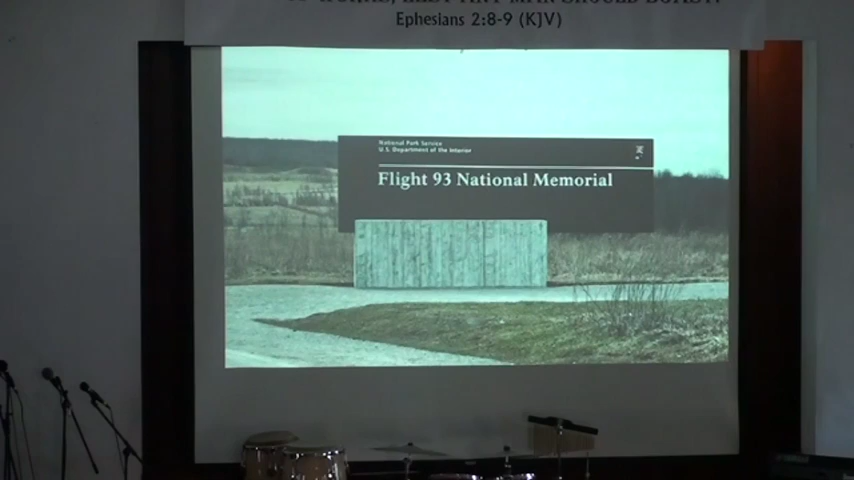 Ephesians 2:8-9 (KJV)
National Park Service
U.S. Department of the Interior
Flight 93 National Memorial